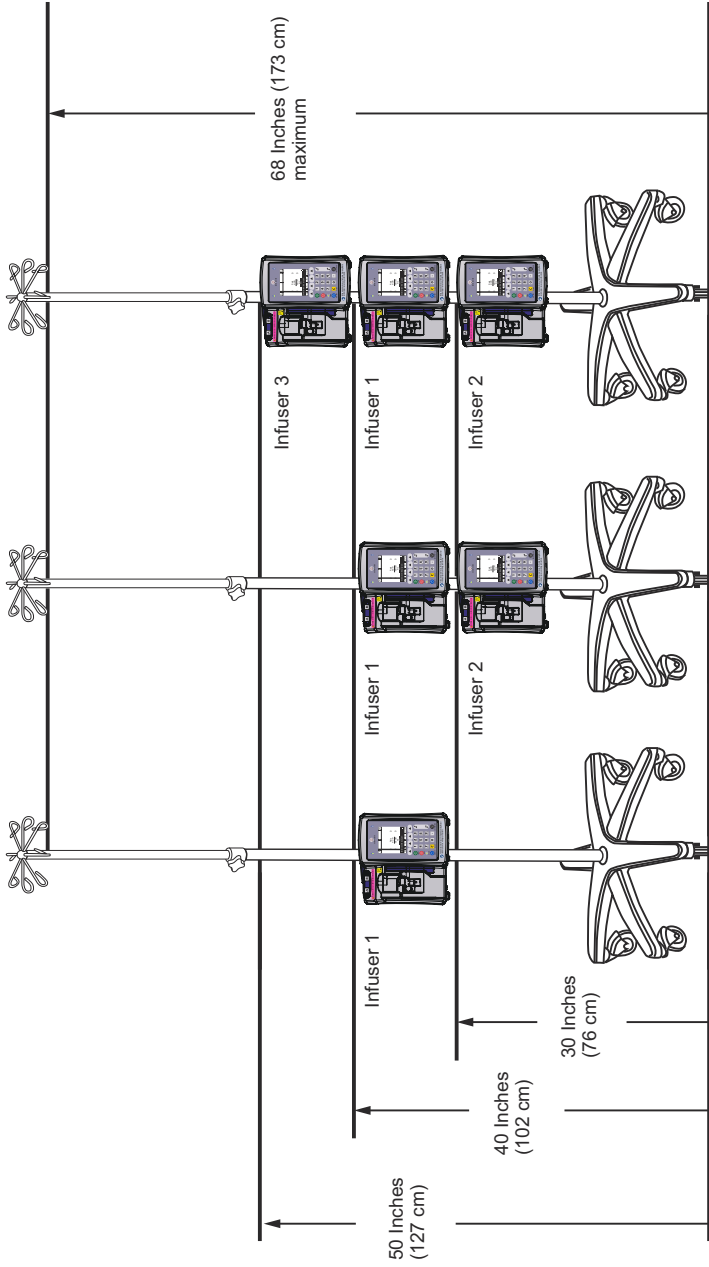 68 Inches (173 cm)
maximum
Infuser 3
Infuser 1
Infuser 2
Infuser 1
Infuser 2
Infuser 1
30 Inches
(76 cm)
40 Inches
(102 cm)
50 Inches
(127 cm)